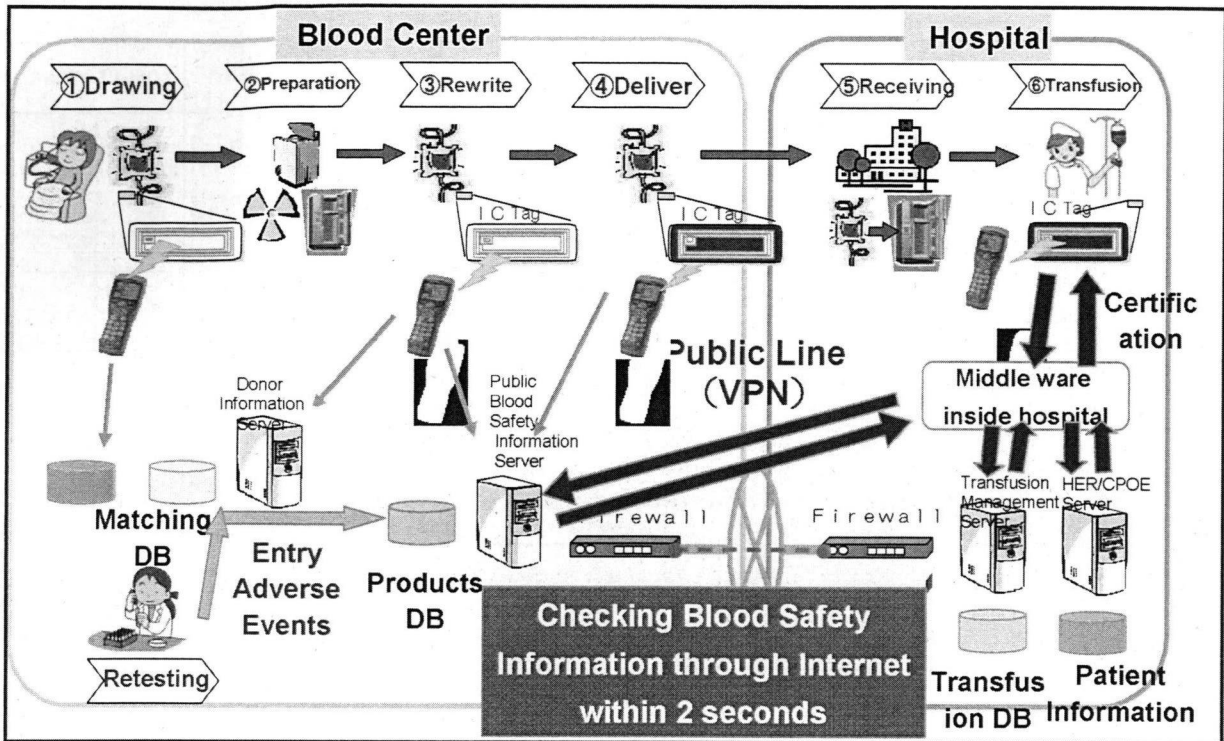 Blood Center
Hospital
①Drawing
②Preparation
③Rewrite
④Deliver
⑤Receiving
⑥Transfusion
I C Tag
I C Tag
I C Tag
Certific
ation
Public Line
(VPN)
Middle ware
inside hospital
Donor
Information
Server
Public
Blood
Safety
Information
Server
Transfusion
Management
Server
HER/CPOE
Server
Matching
DB
Entry
Adverse
Events
Products
DB
Firewall
Firewall
Retesting
Checking Blood Safety
Information through Internet
within 2 seconds
Transfus
ion DB
Patient
Information